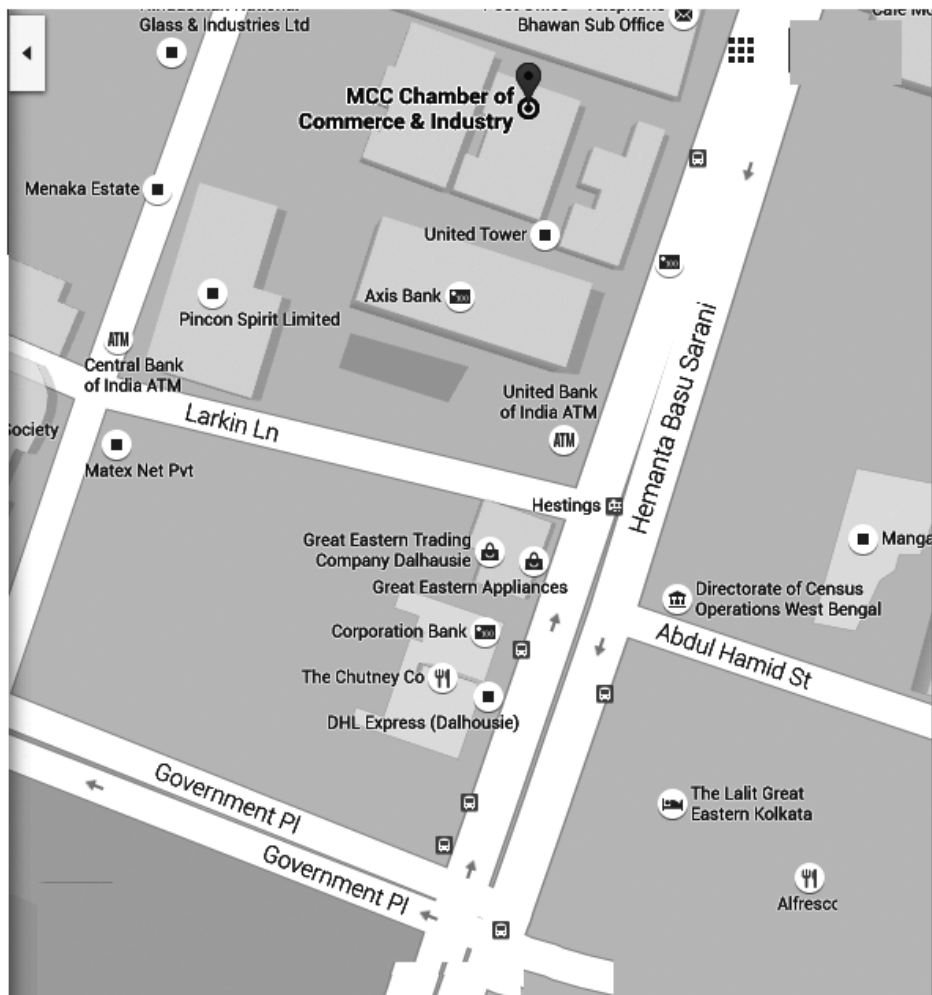 Glass & Industries Ltd
Bhawan Sub Office
MCC Chamber of
Commerce & Industry
Menaka Estate
United Tower
Axis Bank
100
100
Pincon Spirit Limited
Hemanta Basu Sarani
ATM
Central Bank
of India ATM
United Bank
of India ATM
ATM
Larkin Ln
Society
Matex Net Pvt
Hestings
Great Eastern Trading
Company Dalhausie
Great Eastern Appliances
Manga
Directorate of Census
Operations West Bengal
Corporation Bank
100
Abdul Hamid St
The Chutney Co
DHL Express (Dalhousie)
Government Pl
Government Pl
The Lalit Great
Eastern Kolkata
Alfresco